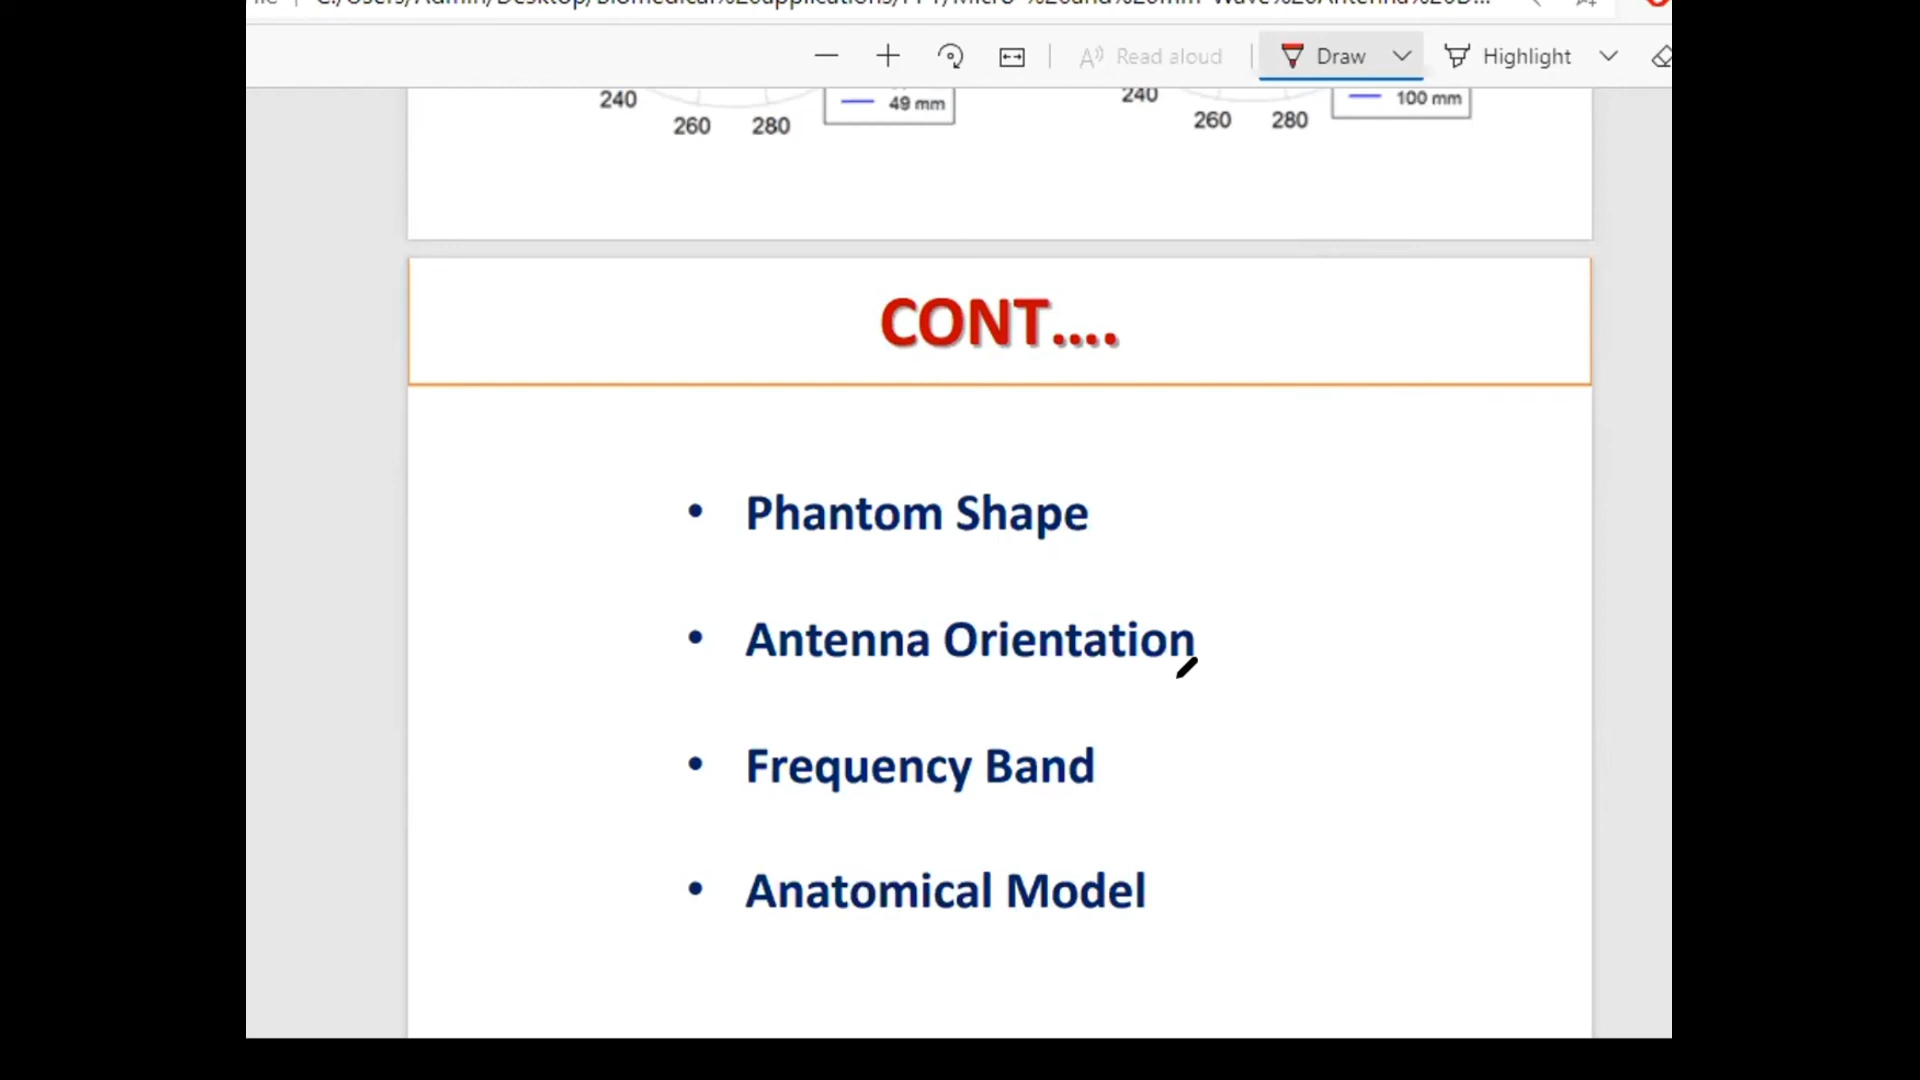 Read aloud
Draw
Highlight
240
260
280
49 mm
240
260
280
100 mm
CONT....
• Phantom Shape
• Antenna Orientation
• Frequency Band
• Anatomical Model